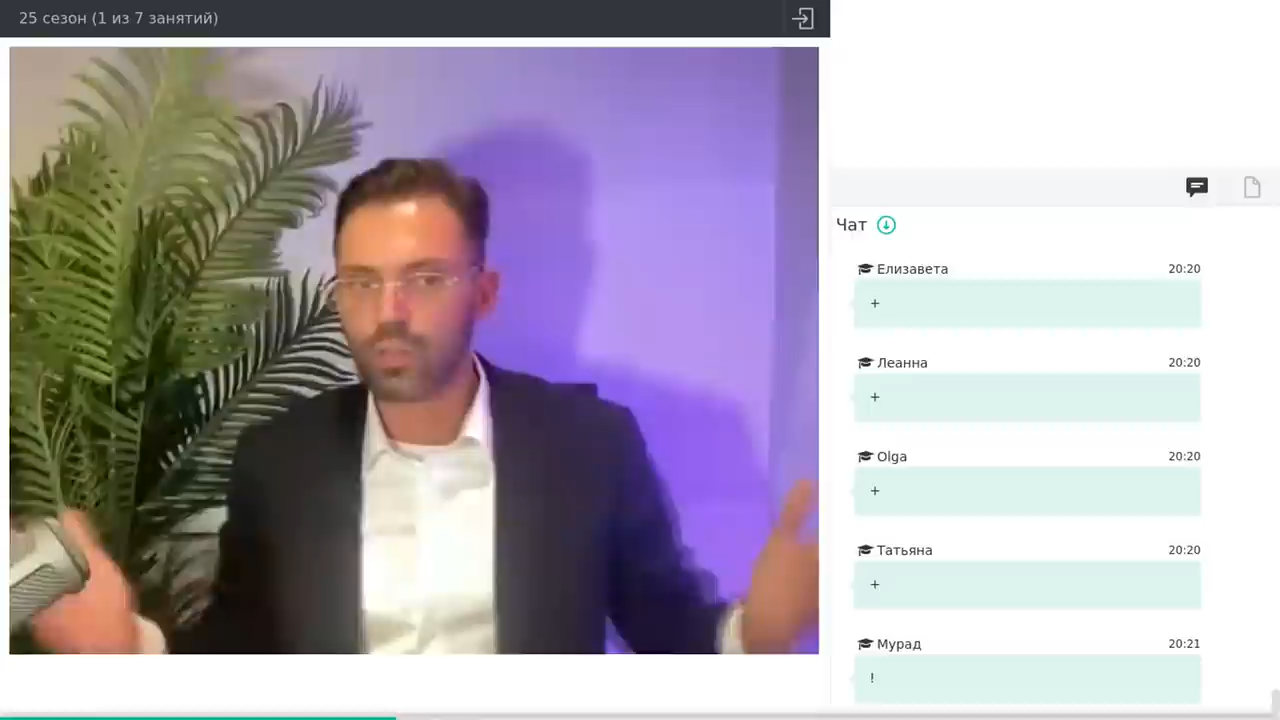 25 сезон (1 из 7 занятий)
Чат
Елизавета 20:20
+
Леанна 20:20
+
Olga 20:20
+
Татьяна 20:20
+
Мурад 20:21
!